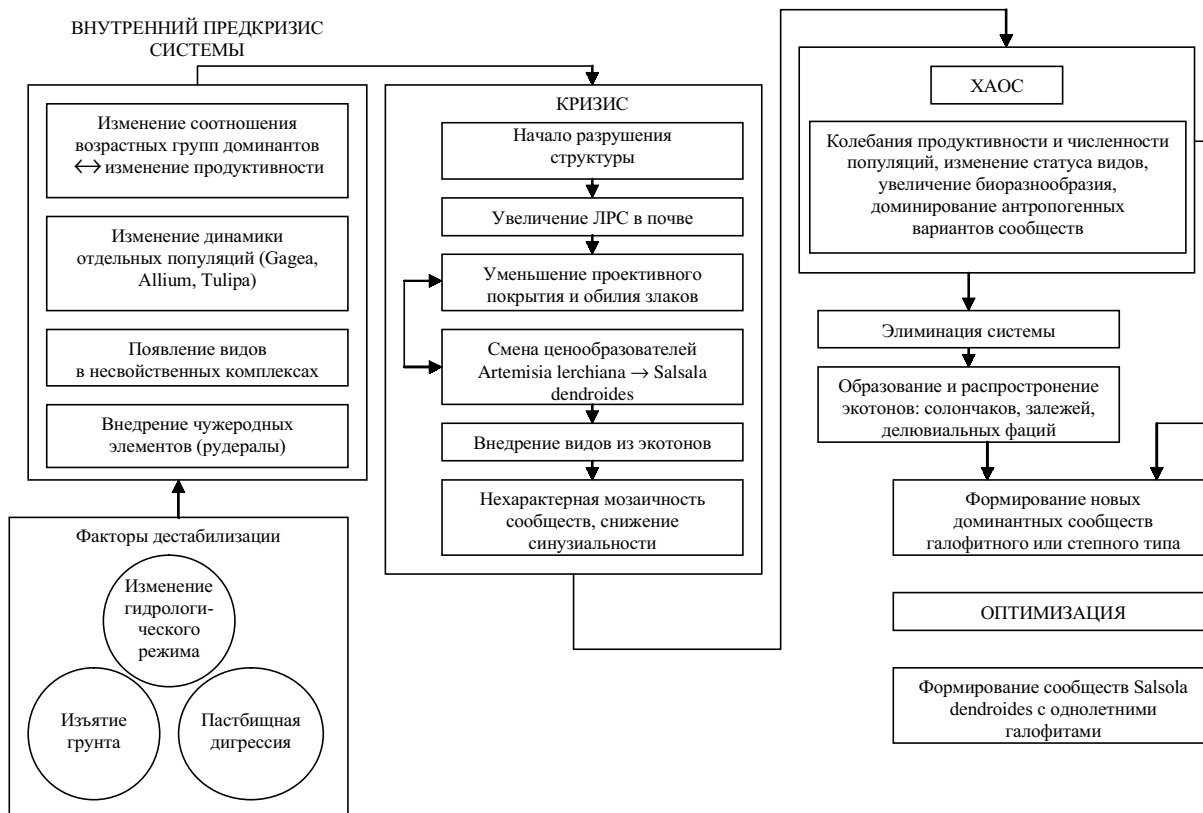 ВНУТРЕННИЙ ПРЕДКРИЗИС
СИСТЕМЫ
Изменение соотношения
возрастных групп доминантов
↔ изменение продуктивности
Изменение динамики
отдельных популяций (Gagea,
Allium, Tulipa)
Появление видов
в несвойственных комплексах
Внедрение чужеродных
элементов (рудералы)
Факторы дестабилизации
Изменение
гидрологи-
ческого
режима
Изъятие
грунта
Пастбищная
дигрессия
КРИЗИС
Начало разрушения
структуры
Увеличение ЛРС в почве
Уменьшение проективного
покрытия и обилия злаков
Смена ценообразователей
Artemisia lerchiana → Salsala
dendroides
Внедрение видов из экотонов
Нехарактерная мозаичность
сообществ, снижение
синузиальности
ХАОС
Колебания продуктивности и численности
популяций, изменение статуса видов,
увеличение биоразнообразия,
доминирование антропогенных
вариантов сообществ
Элиминация системы
Образование и распростронение
экотонов: солончаков, залежей,
делювиальных фаций
Формирование новых
доминантных сообществ
галофитного или степного типа
ОПТИМИЗАЦИЯ
Формирование сообществ Salsola
dendroides с однолетними
галофитами